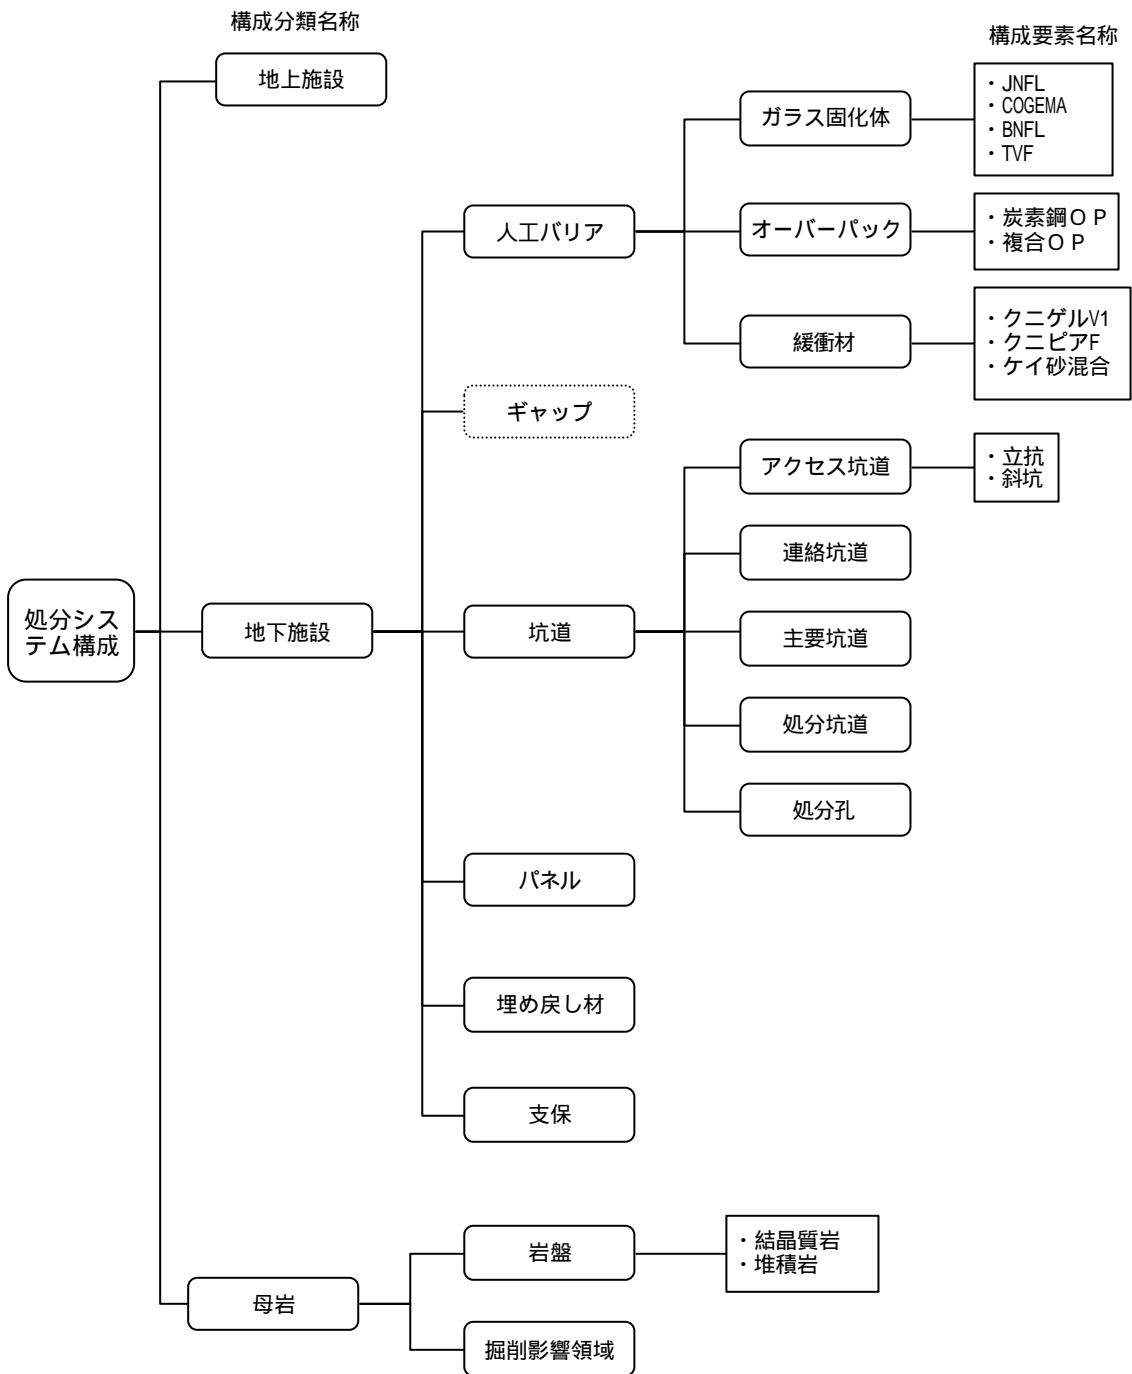 構成分類名称
構成要素名称
地上施設
ガラス固化体
・JNFL
・COGEMA
・BNFL
・TVF
人工バリア
オーバーパック
・炭素鋼ＯＰ
・複合ＯＰ
緩衝材
・クニゲルV1
・クニピアF
・ケイ砂混合
ギャップ
アクセス坑道
・立抗
・斜坑
連絡坑道
処分シス
テム構成
地下施設
坑道
主要坑道
処分坑道
処分孔
パネル
埋め戻し材
支保
母岩
岩盤
・結晶質岩
・堆積岩
掘削影響領域